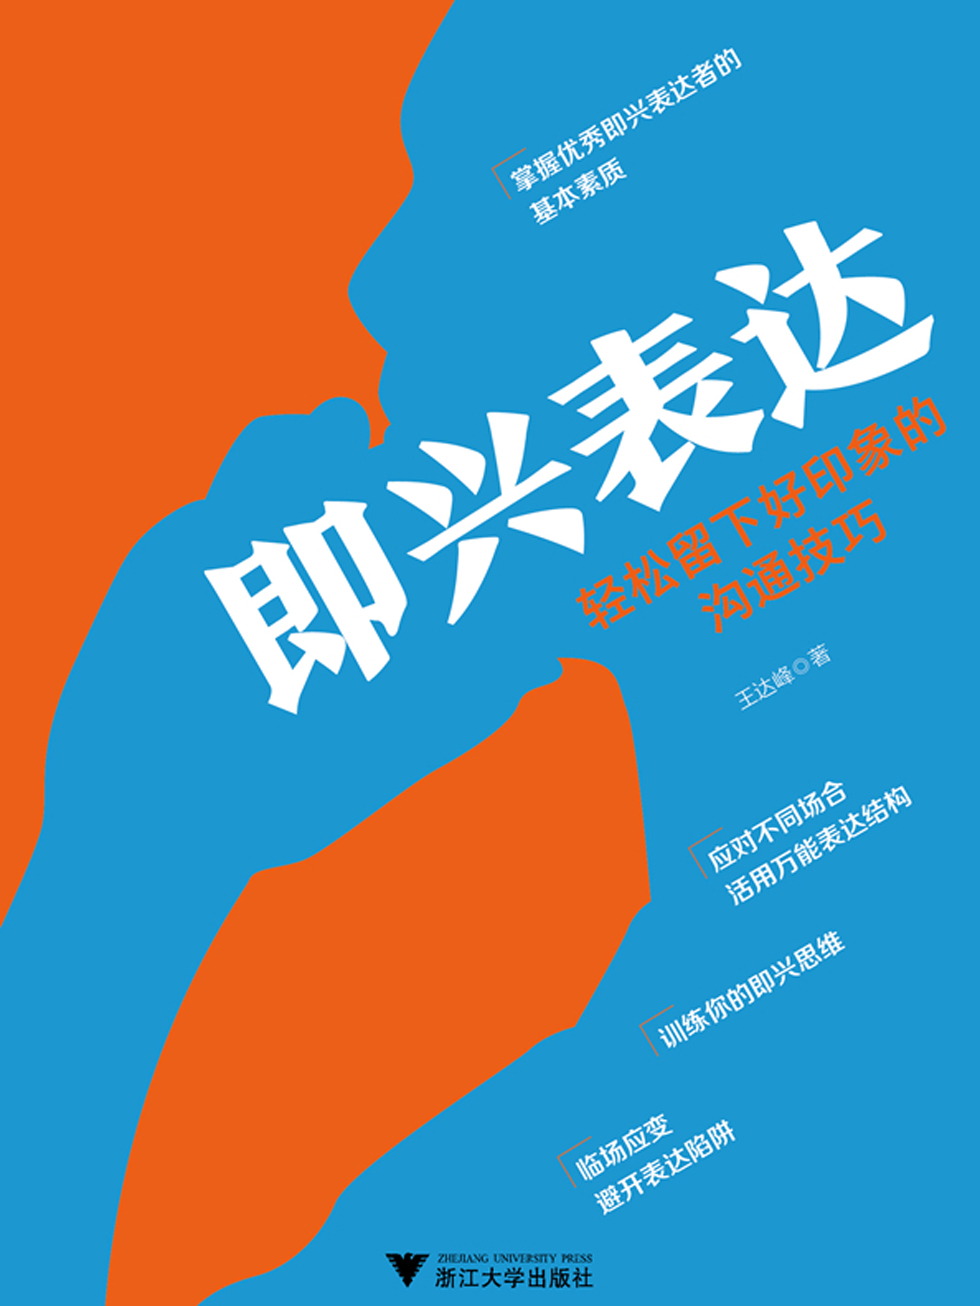 掌握优秀即兴表达者的
基本素质
即兴表达
轻松留下好印象的
沟通技巧
王达峰◎著
应对不同场合
活用万能表达结构
训练你的即兴思维
临场应变
避开表达陷阱
ZHEJIANG UNIVERSITY PRESS
浙江大学出版社